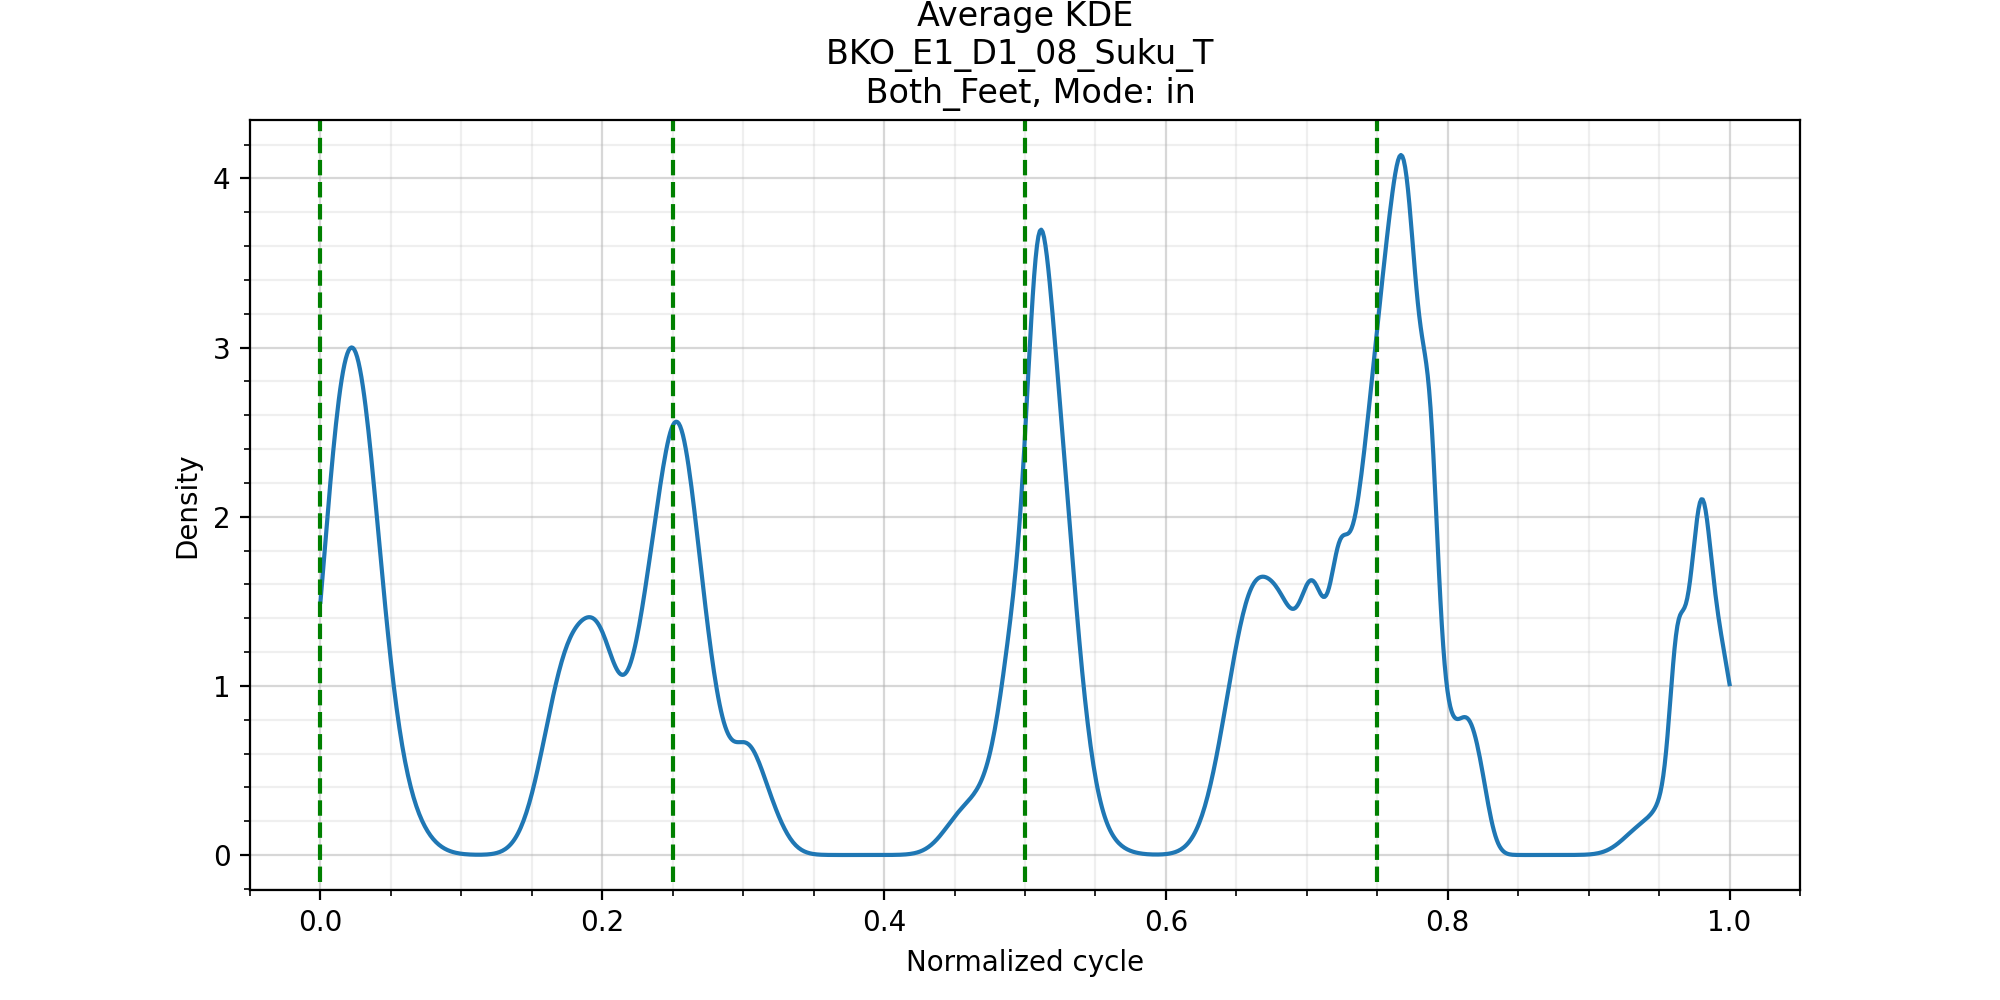 Average KDE
BKO_E1_D1_08_Suku_T
Both_Feet, Mode: in
4
3
2
1
0
Density
0.0 0.2 0.4 0.6 0.8 1.0
Normalized cycle